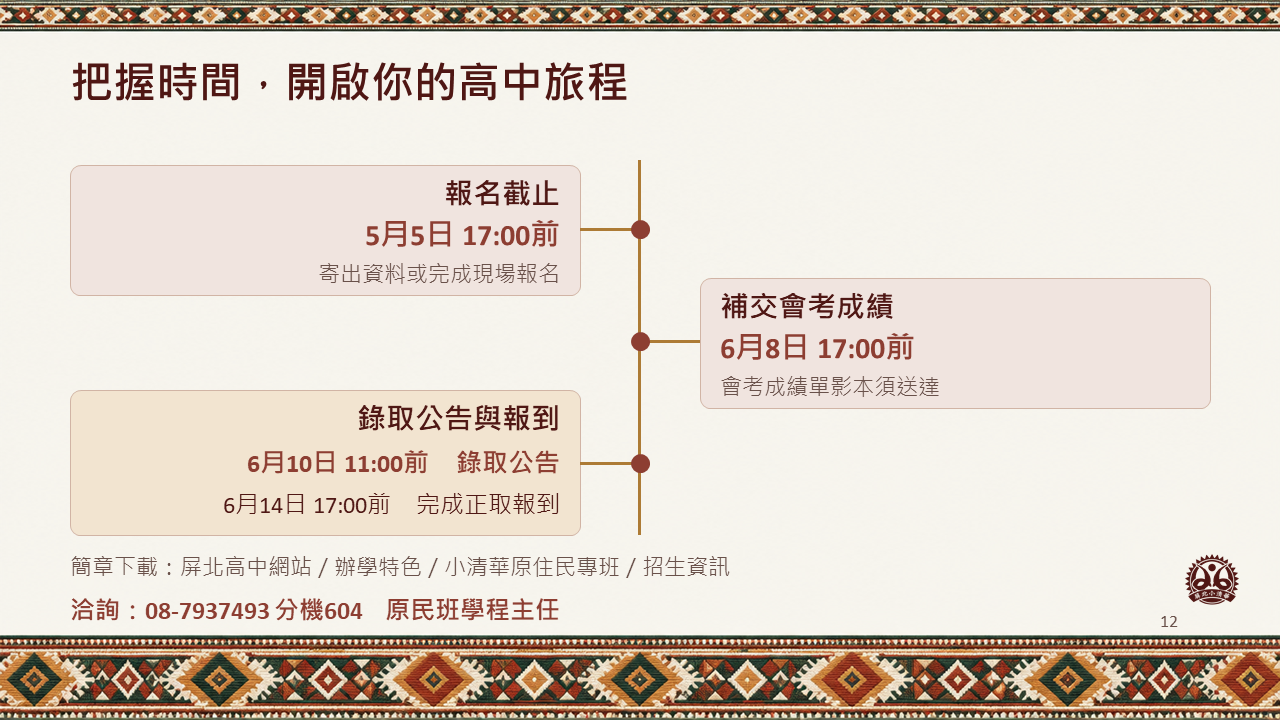 把握時間，開啟你的高中旅程
報名截止
5月5日 17:00前
寄出資料或完成現場報名
補交會考成績
6月8日 17:00前
會考成績單影本須送達
錄取公告與報到
6月10日 11:00前　錄取公告
6月14日 17:00前　完成正取報到
簡章下載：屏北高中網站 / 辦學特色 / 小清華原住民專班 / 招生資訊
洽詢：08-7937493 分機604　原民班學程主任
屏北小清華
12